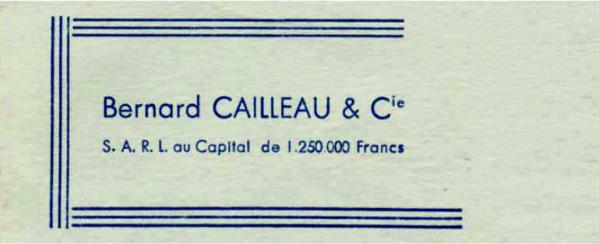 Bernard CAILLEAU & Cie
S. A. R. L. au Capital de 1.250.000 Francs